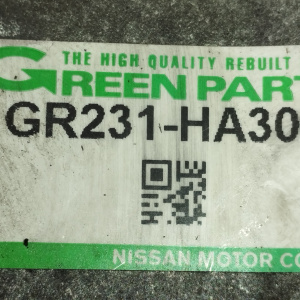 THE HIGH QUALITY REBUILT
GREEN PART
GR231-HA30
NISSAN MOTOR CO